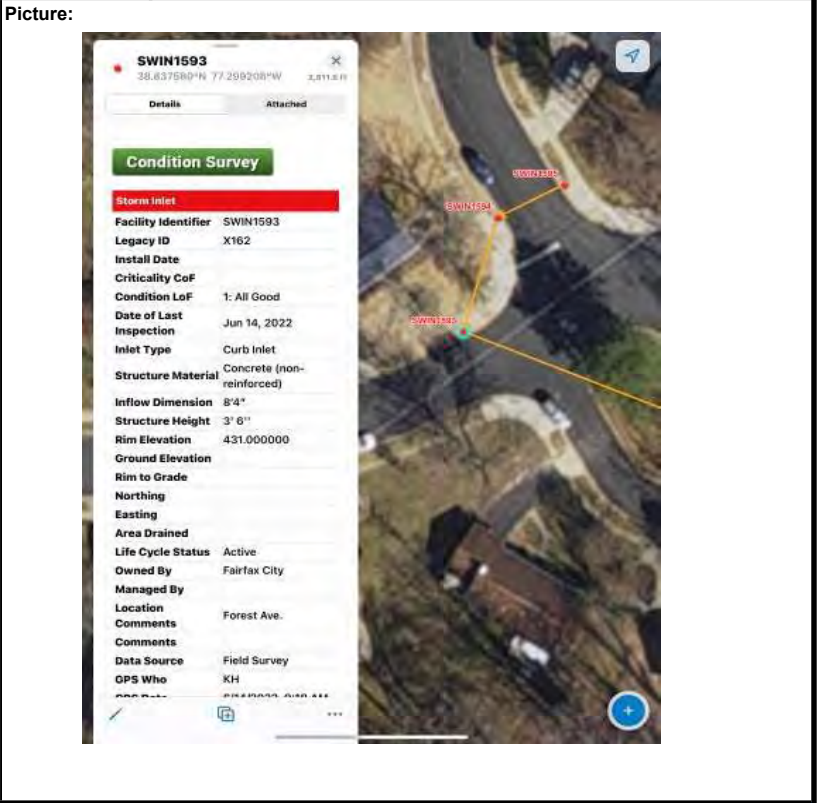 Picture:
SWIN1593
38.837580°N 77.299208°W
Details Attached
Condition Survey
Storm Inlet
Facility Identifier SWIN1593
Legacy ID X162
Install Date
Criticality CoF
Condition LoF 1: All Good
Date of Last
Inspection Jun 14, 2022
Inlet Type Curb Inlet
Structure Material Concrete (non-
reinforced)
Inflow Dimension 8'4"
Structure Height 3' 6''
Rim Elevation 431.000000
Ground Elevation
Rim to Grade
Northing
Easting
Area Drained
Life Cycle Status Active
Owned By Fairfax City
Managed By
Location
Comments Forest Ave.
Comments
Data Source Field Survey
GPS Who KH
SWIN1594
SWIN1593